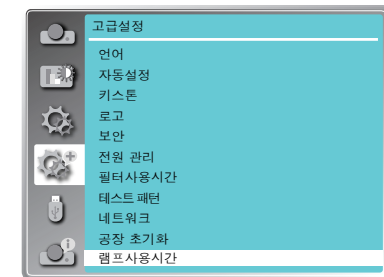 고급설정
언어
자동설정
키스톤
로고
보안
전원 관리
필터사용시간
테스트 패턴
네트워크
공장 초기화
램프사용시간